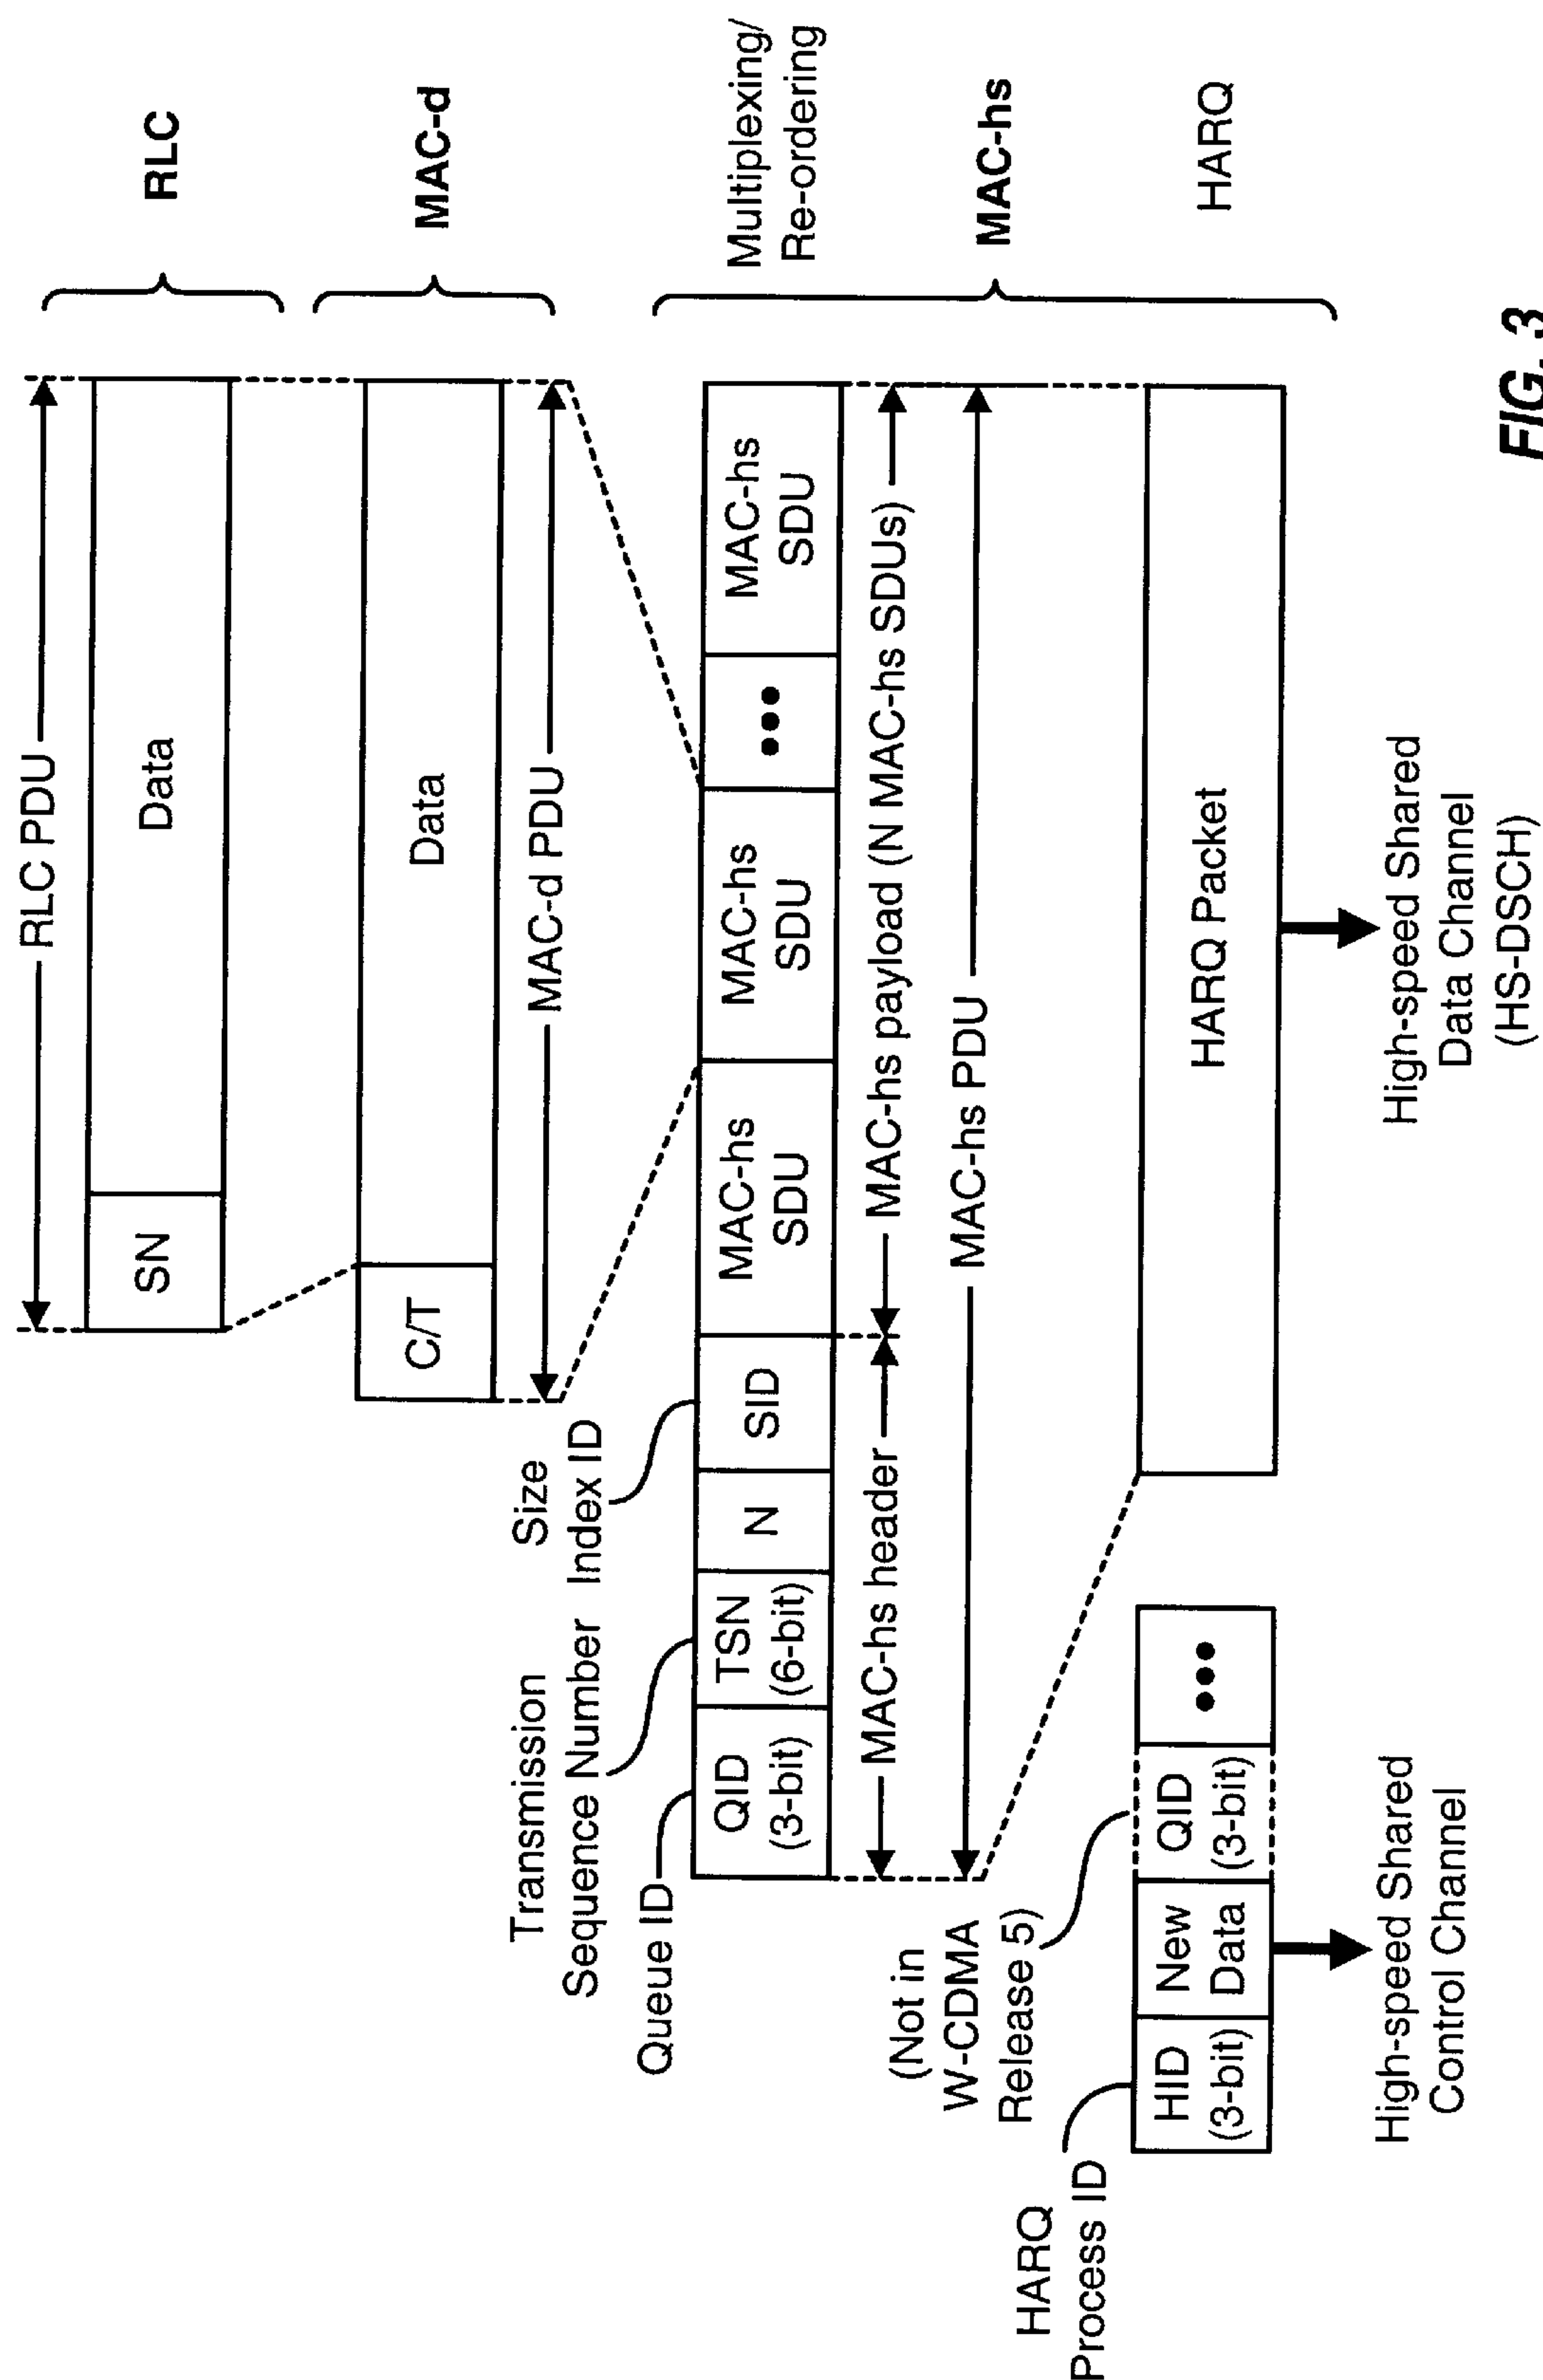 RLC PDU
RLC
SN
Data
MAC-d
C/T
Data
MAC-d PDU
Size
Index ID
Transmission
Sequence Number
Queue ID
Multiplexing/
Re-ordering
QID
(3-bit)
TSN
(6-bit)
N
SID
MAC-hs
SDU
MAC-hs
SDU
•••
MAC-hs
SDU
MAC-hs header
MAC-hs payload (N MAC-hs SDUs)
MAC-hs PDU
MAC-hs
(Not in
W-CDMA
Release 5)
HARQ
Process ID
HID
(3-bit)
New
Data
QID
(3-bit)
•••
HARQ Packet
HARQ
High-speed Shared
Control Channel
High-speed Shared
Data Channel
(HS-DSCH)
FIG. 3